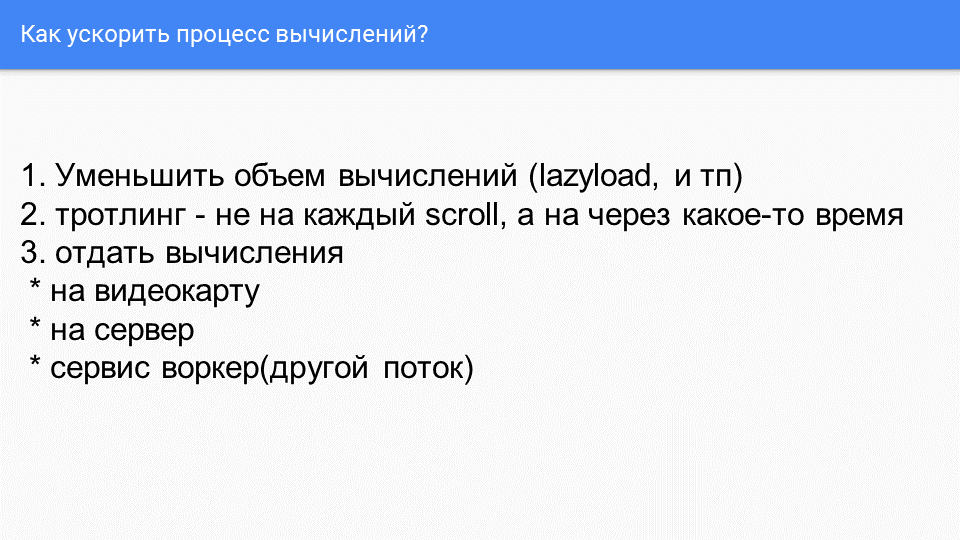 Как ускорить процесс вычислений?
1. Уменьшить объем вычислений (lazyload, и тп)
2. тротлинг - не на каждый scroll, а на через какое-то время
3. отдать вычисления
* на видеокарту
* на сервер
* сервис воркер(другой поток)